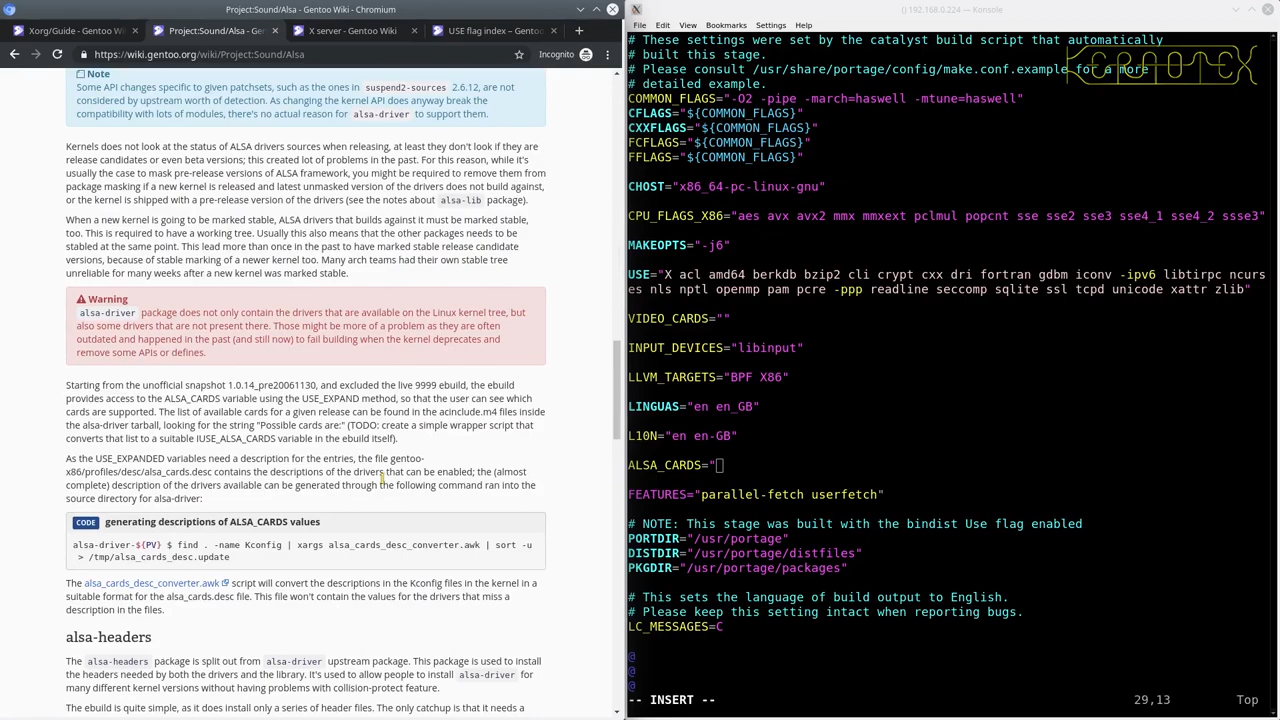 Project:Sound/Alsa - Gentoo Wiki - Chromium
Xorg/Guide - Gentoo Wiki
Project:Sound/Alsa - Ge
X server - Gentoo Wiki
USE flag index – Gentoo
https://wiki.gentoo.org/wiki/Project:Sound/Alsa
Incognito
Note
Some API changes specific to given patchsets, such as the ones in suspend2-sources 2.6.12, are not
considered by upstream worth of detection. As changing the kernel API does anyway break the
compatibility with lots of modules, there's no actual reason for alsa-driver to support them.
Kernels does not look at the status of ALSA drivers sources when releasing, at least they don't look if they are
release candidates or even beta versions; this created lot of problems in the past. For this reason, while it's
usually the case to mask pre-release versions of ALSA framework, you might be required to remove them from
package masking if a new kernel is released and latest unmasked version of the drivers does not build against,
or the kernel is shipped with a pre-release version of the drivers (see the notes about alsa-lib package).
When a new kernel is going to be marked stable, ALSA drivers that builds against it must be marked stable,
too. This is required to have a working tree. Usually this also means that the other packages needs to be
stabled at the same point. This lead more than once in the past to have marked stable release candidate
versions, because of stable marking of a newer kernel too. Many arch teams had their own stable tree
unreliable for many weeks after a new kernel was marked stable.
Warning
alsa-driver package does not only contain the drivers that are available on the Linux kernel tree, but
also some drivers that are not present there. Those might be more of a problem as they are often
outdated and happened in the past (and still now) to fail building when the kernel deprecates and
remove some APIs or defines.
Starting from the unofficial snapshot 1.0.14_pre20061130, and excluded the live 9999 ebuild, the ebuild
provides access to the ALSA_CARDS variable using the USE_EXPAND method, so that the user can see which
cards are supported. The list of available cards for a given release can be found in the acinclude.m4 files inside
the alsa-driver tarball, looking for the string "Possible cards are:" (TODO: create a simple wrapper script that
converts that list to a suitable IUSE_ALSA_CARDS variable in the ebuild itself).
As the USE_EXPANDED variables need a description for the entries, the file gentoo-
x86/profiles/desc/alsa_cards.desc contains the descriptions of the drivers that can be enabled; the (almost
complete) description of the drivers available can be generated through the following command ran into the
source directory for alsa-driver:
CODE generating descriptions of ALSA_CARDS values
alsa-driver-${PV} $ find . -name Kconfig | xargs alsa_cards_desc_converter.awk | sort -u
> /tmp/alsa_cards_desc.update
The alsa_cards_desc_converter.awk script will convert the descriptions in the Kconfig files in the kernel in a
suitable format for the alsa_cards.desc file. This file won't contain the values for the drivers that miss a
description in the files.
alsa-headers
The alsa-headers package is split out from alsa-driver upstream package. This package is used to install
the headers needed by both the drivers and the library. It's used to allow people to install alsa-driver for
many different kernel versions without having problems with collision-protect feature.
The ebuild is quite simple, as it does install only a series of header files. The only catchup is that it needs a
() 192.168.0.224 — Konsole
File Edit View Bookmarks Settings Help
# These settings were set by the catalyst build script that automatically
# built this stage.
# Please consult /usr/share/portage/config/make.conf.example for a more
# detailed example.
COMMON_FLAGS="-O2 -pipe -march=haswell -mtune=haswell"
CFLAGS="${COMMON_FLAGS}"
CXXFLAGS="${COMMON_FLAGS}"
FCFLAGS="${COMMON_FLAGS}"
FFLAGS="${COMMON_FLAGS}"
CHOST="x86_64-pc-linux-gnu"
CPU_FLAGS_X86="aes avx avx2 mmx mmxext pclmul popcnt sse sse2 sse3 sse4_1 sse4_2 ssse3"
MAKEOPTS="-j6"
USE="X acl amd64 berkdb bzip2 cli crypt cxx dri fortran gdbm iconv -ipv6 libtirpc ncurs
es nls nptl openmp pam pcre -ppp readline seccomp sqlite ssl tcpd unicode xattr zlib"
VIDEO_CARDS=""
INPUT_DEVICES="libinput"
LLVM_TARGETS="BPF X86"
LINGUAS="en en_GB"
L10N="en en-GB"
ALSA_CARDS="
FEATURES="parallel-fetch userfetch"
# NOTE: This stage was built with the bindist Use flag enabled
PORTDIR="/usr/portage"
DISTDIR="/usr/portage/distfiles"
PKGDIR="/usr/portage/packages"
# This sets the language of build output to English.
# Please keep this setting intact when reporting bugs.
LC_MESSAGES=C
@
@
@
-- INSERT --
29,13
Top
KERNOTEX